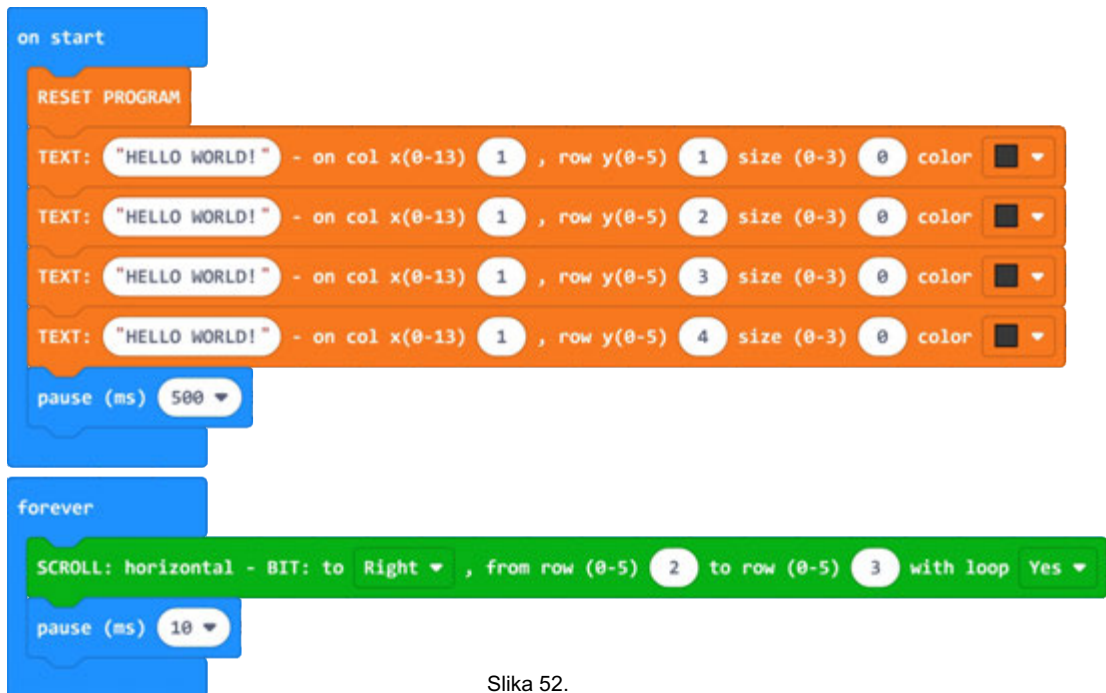 on start
RESET PROGRAM
TEXT: "HELLO WORLD!" - on col x(0-13) 1 , row y(0-5) 1 size (0-3) 0 color
TEXT: "HELLO WORLD!" - on col x(0-13) 1 , row y(0-5) 2 size (0-3) 0 color
TEXT: "HELLO WORLD!" - on col x(0-13) 1 , row y(0-5) 3 size (0-3) 0 color
TEXT: "HELLO WORLD!" - on col x(0-13) 1 , row y(0-5) 4 size (0-3) 0 color
pause (ms) 500
forever
SCROLL: horizontal - BIT: to Right , from row (0-5) 2 to row (0-5) 3 with loop Yes
pause (ms) 10
Slika 52.